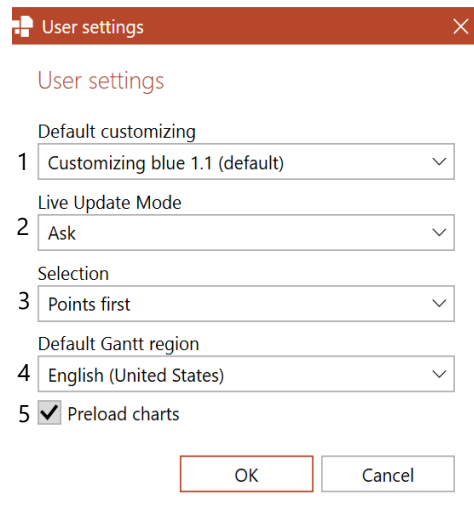 User settings
User settings
Default customizing
1 Customizing blue 1.1 (default)
Live Update Mode
2 Ask
Selection
3 Points first
Default Gantt region
4 English (United States)
5 Preload charts
OK Cancel